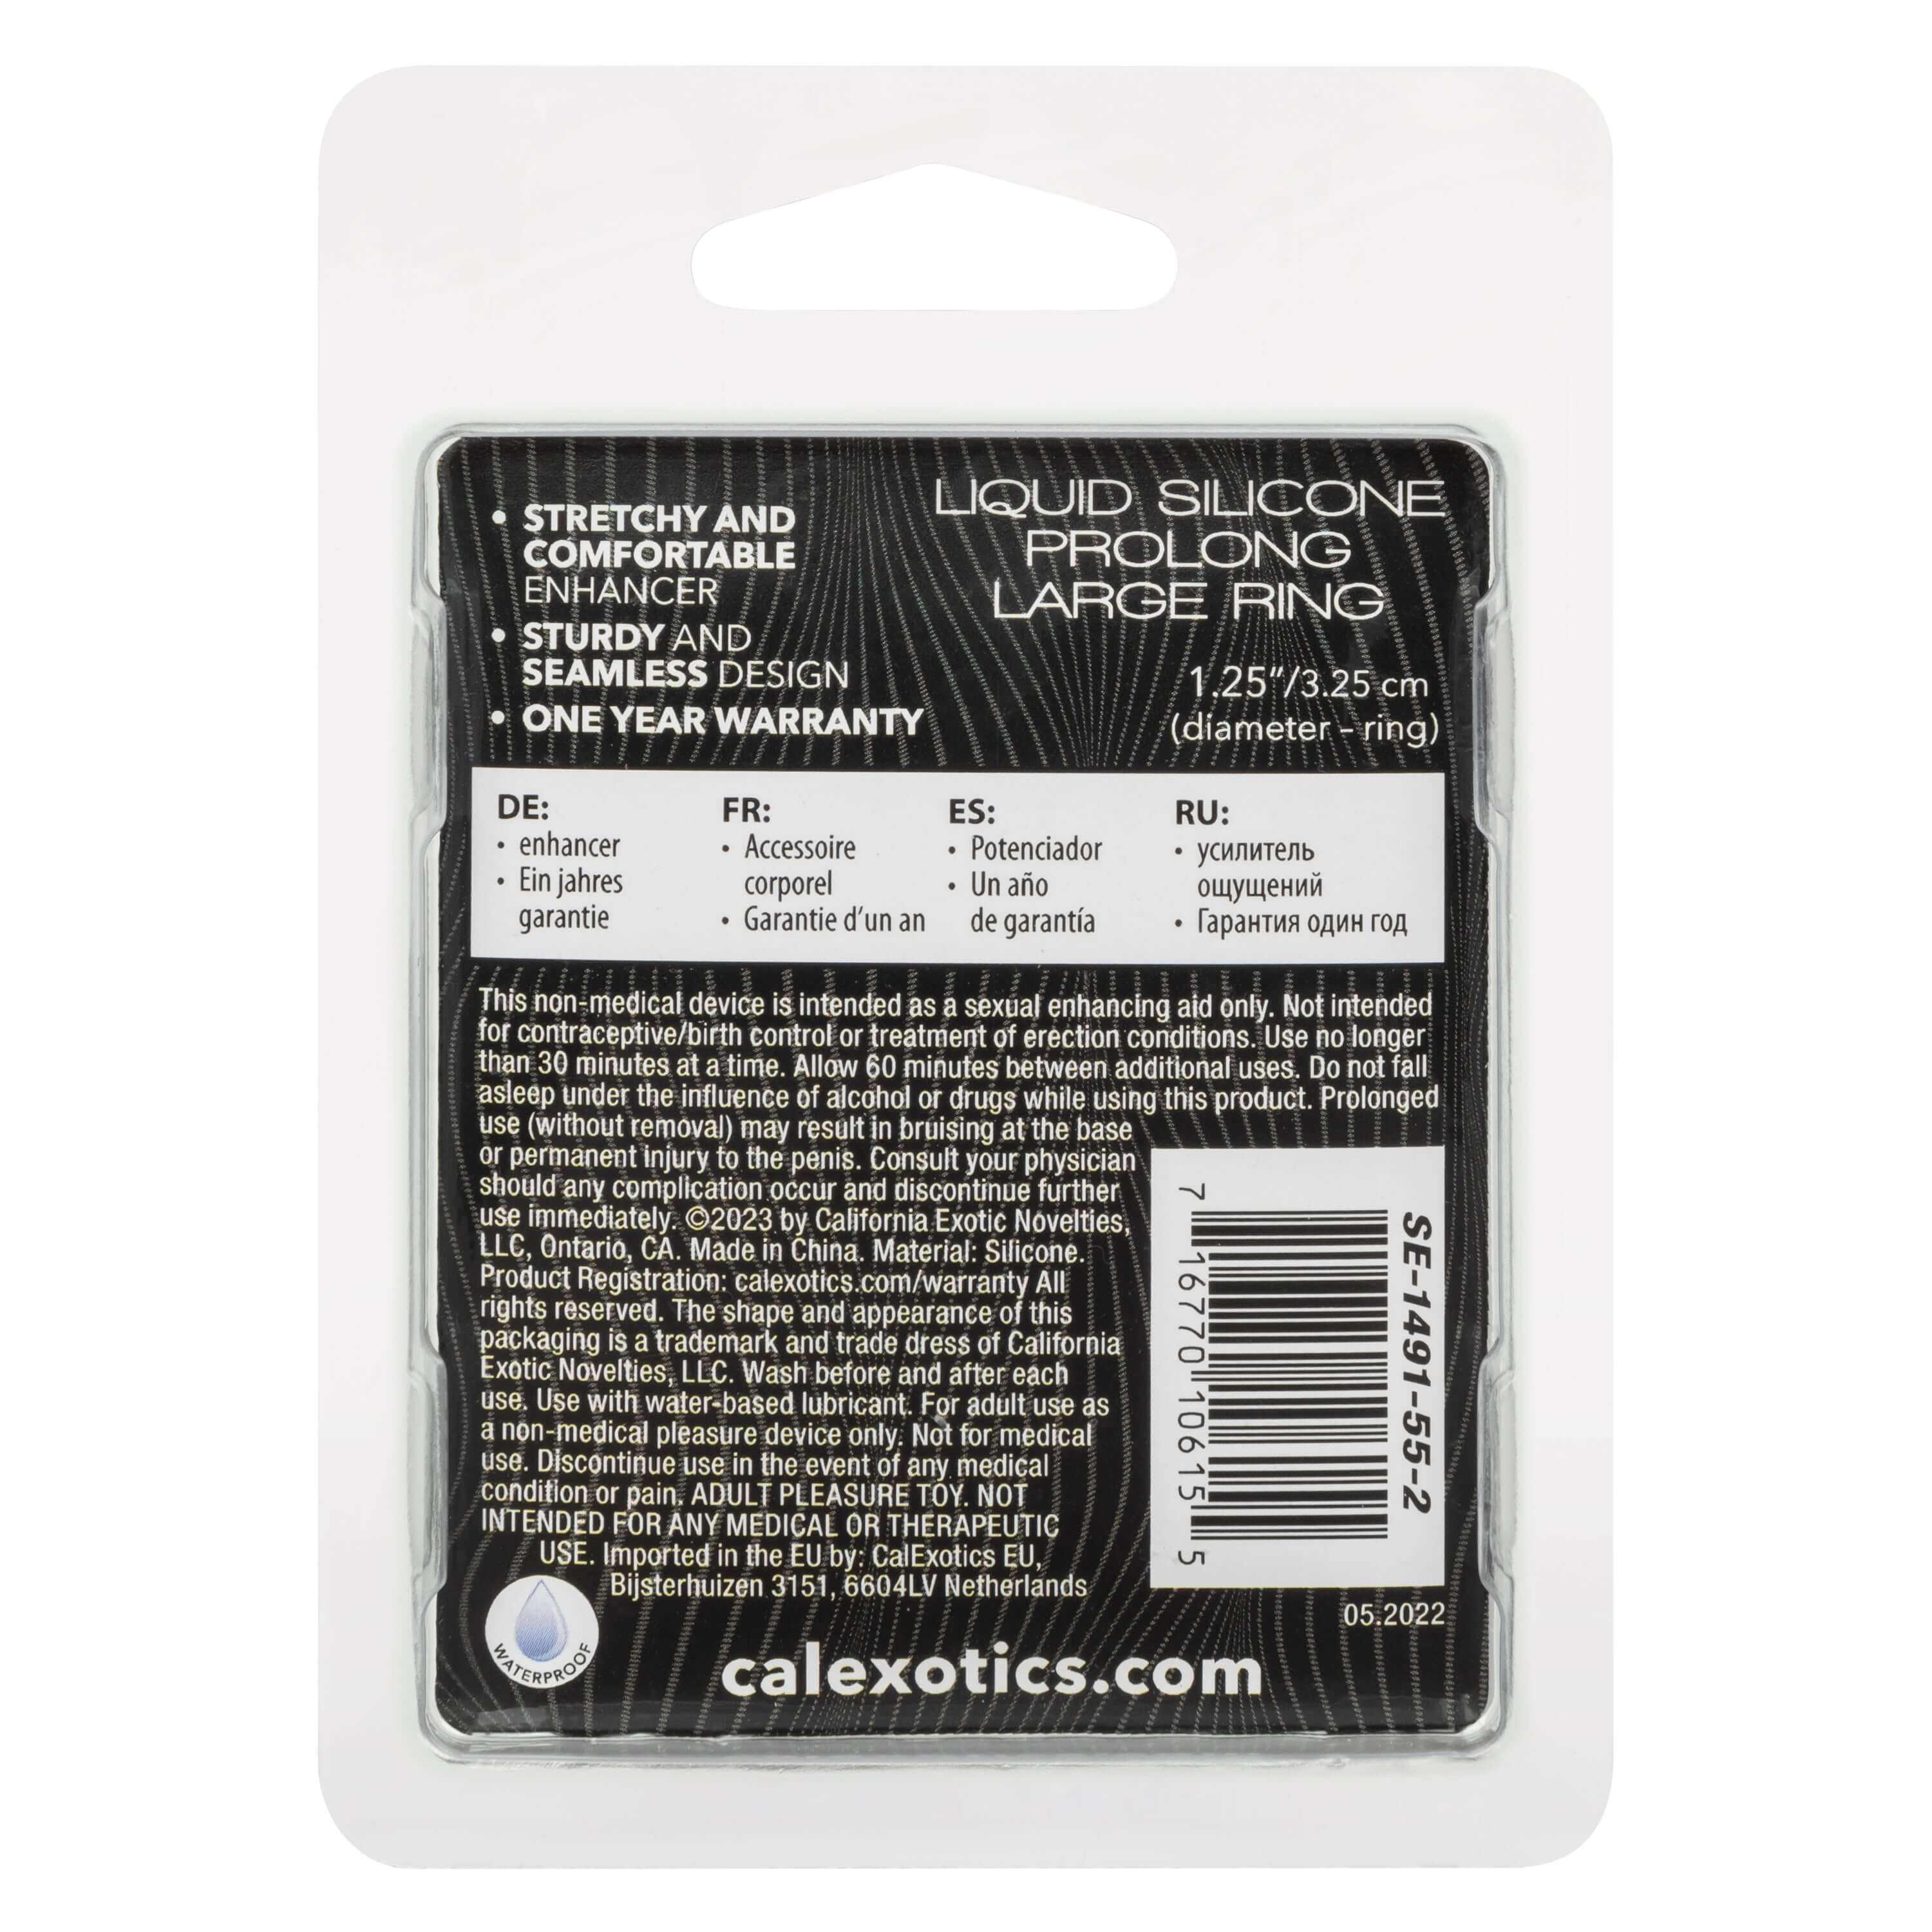 • STRETCHY AND
COMFORTABLE
ENHANCER
• STURDY AND
SEAMLESS DESIGN
• ONE YEAR WARRANTY
LIQUID SILICONE
PROLONG
LARGE RING
1.25"/3.25 cm
(diameter – ring)
DE:
• enhancer
• Ein jahres
garantie
FR:
• Accessoire
corporel
• Garantie d'un an
ES:
• Potenciador
• Un año
de garantía
RU:
• усилитель
ощущений
• Гарантия один год
This non-medical device is intended as a sexual enhancing aid only. Not intended
for contraceptive/birth control or treatment of erection conditions. Use no longer
than 30 minutes at a time. Allow 60 minutes between additional uses. Do not fall
asleep under the influence of alcohol or drugs while using this product. Prolonged
use (without removal) may result in bruising at the base
or permanent injury to the penis. Consult your physician
should any complication occur and discontinue further
use immediately. ©2023 by California Exotic Novelties,
LLC, Ontario, CA. Made in China. Material: Silicone.
Product Registration: calexotics.com/warranty All
rights reserved. The shape and appearance of this
packaging is a trademark and trade dress of California
Exotic Novelties, LLC. Wash before and after each
use. Use with water-based lubricant. For adult use as
a non-medical pleasure device only. Not for medical
use. Discontinue use in the event of any medical
condition or pain. ADULT PLEASURE TOY. NOT
INTENDED FOR ANY MEDICAL OR THERAPEUTIC
USE. Imported in the EU by: CalExotics EU,
Bijsterhuizen 3151, 6604LV Netherlands
SE-1491-55-2
7 16770 10615 5
05.2022
WATERPROOF
calexotics.com